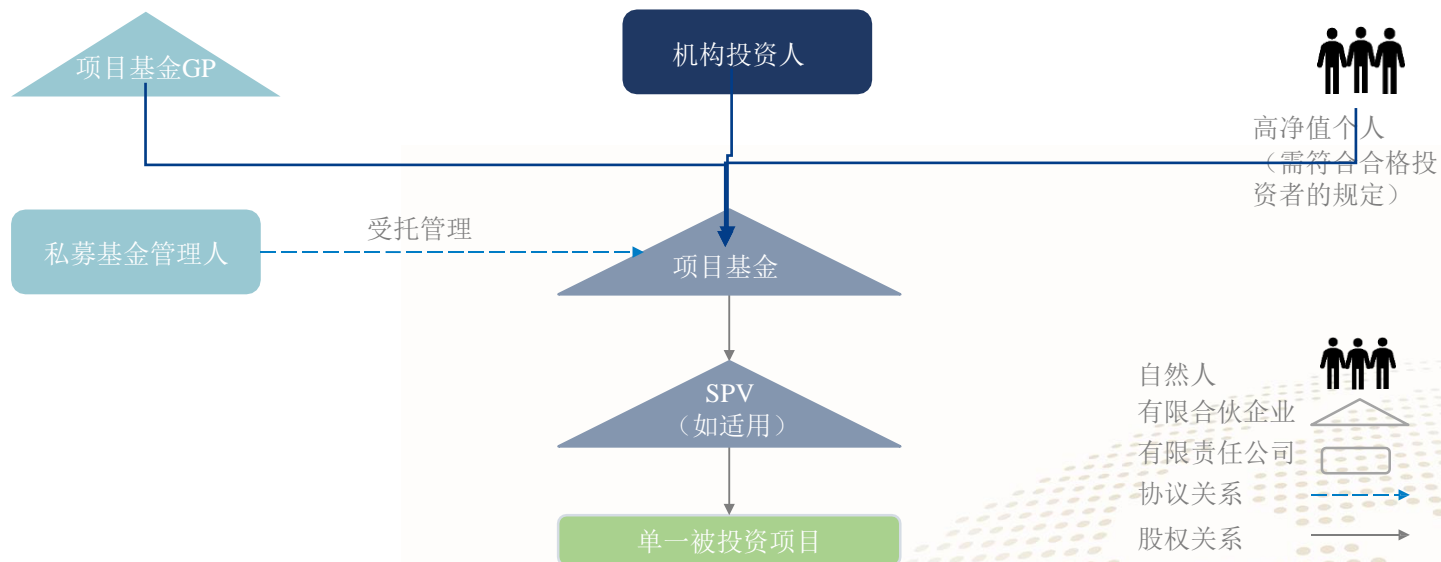 项目基金GP
机构投资人
高净值个人
（需符合合格投
资者的规定）
私募基金管理人
受托管理
项目基金
SPV
（如适用）
单一被投资项目
自然人
有限合伙企业
有限责任公司
协议关系
股权关系